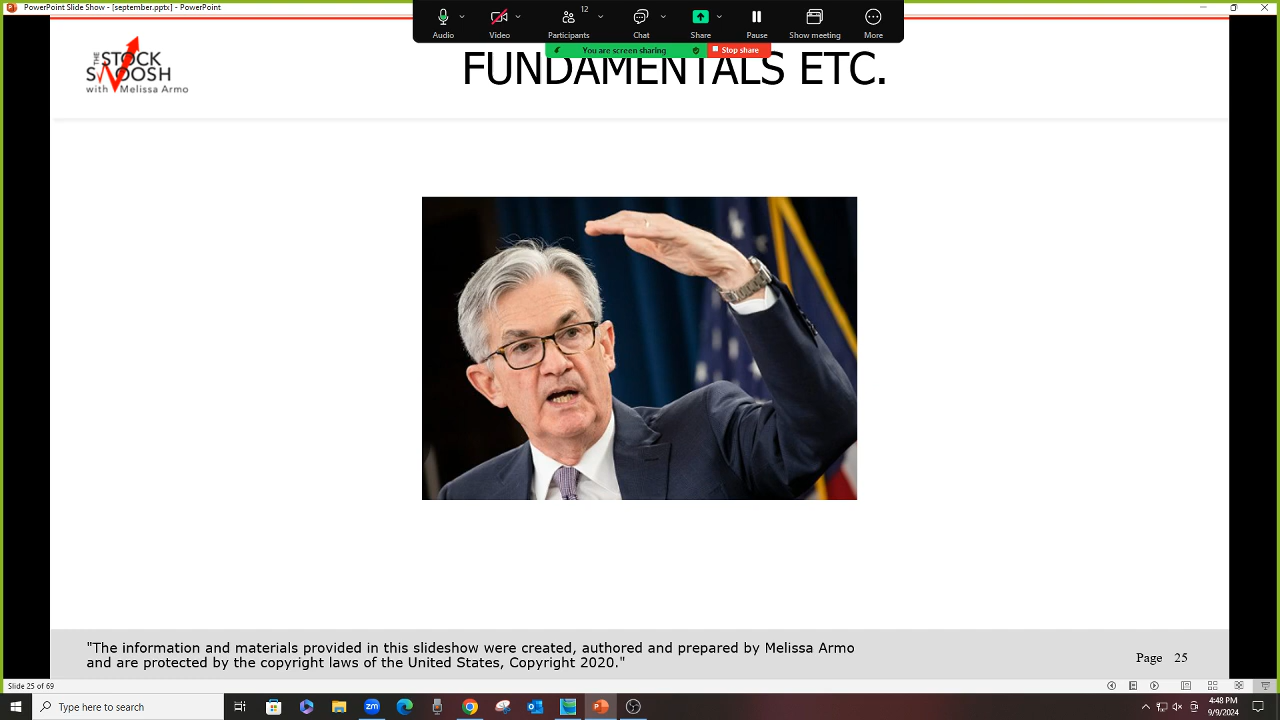 PowerPoint Slide Show - [september.pptx] - PowerPoint
12
Audio
Video
Participants
Chat
Share
Pause
Show meeting
More
You are screen sharing
Stop share
THE
STOCK
SWOOSH
with Melissa Armo
FUNDAMENTALS ETC.
"The information and materials provided in this slideshow were created, authored and prepared by Melissa Armo
and are protected by the copyright laws of the United States, Copyright 2020."
Page 25
Slide 25 of 69
Type here to search
zm
4:48 PM
9/9/2024